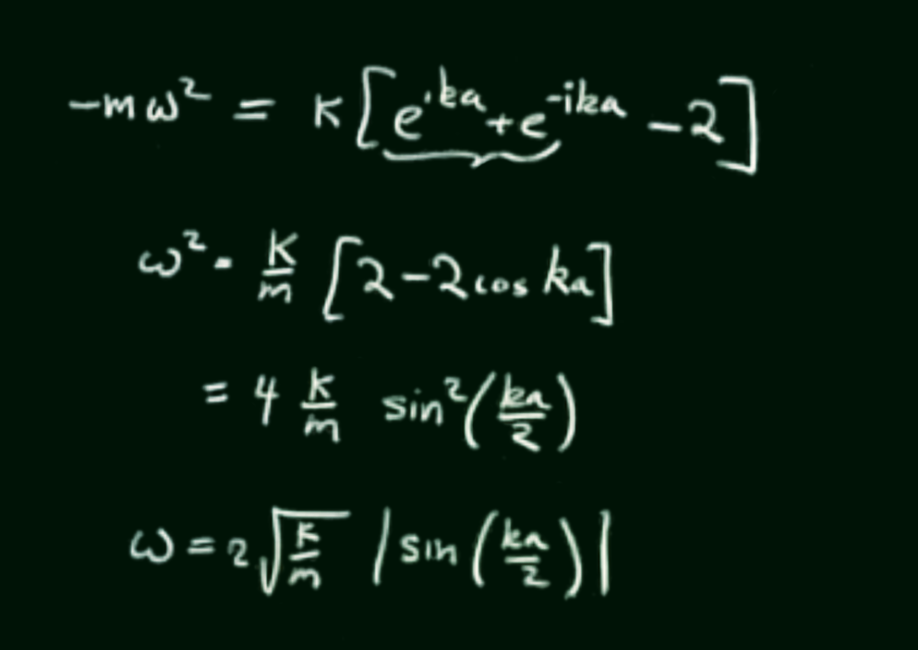 -mω² = K[e^{ika} + e^{-ika} - 2]
ω² = K/m [2 - 2cos ka]
= 4 K/m sin²(ka/2)
ω = 2√(K/m) |sin(ka/2)|